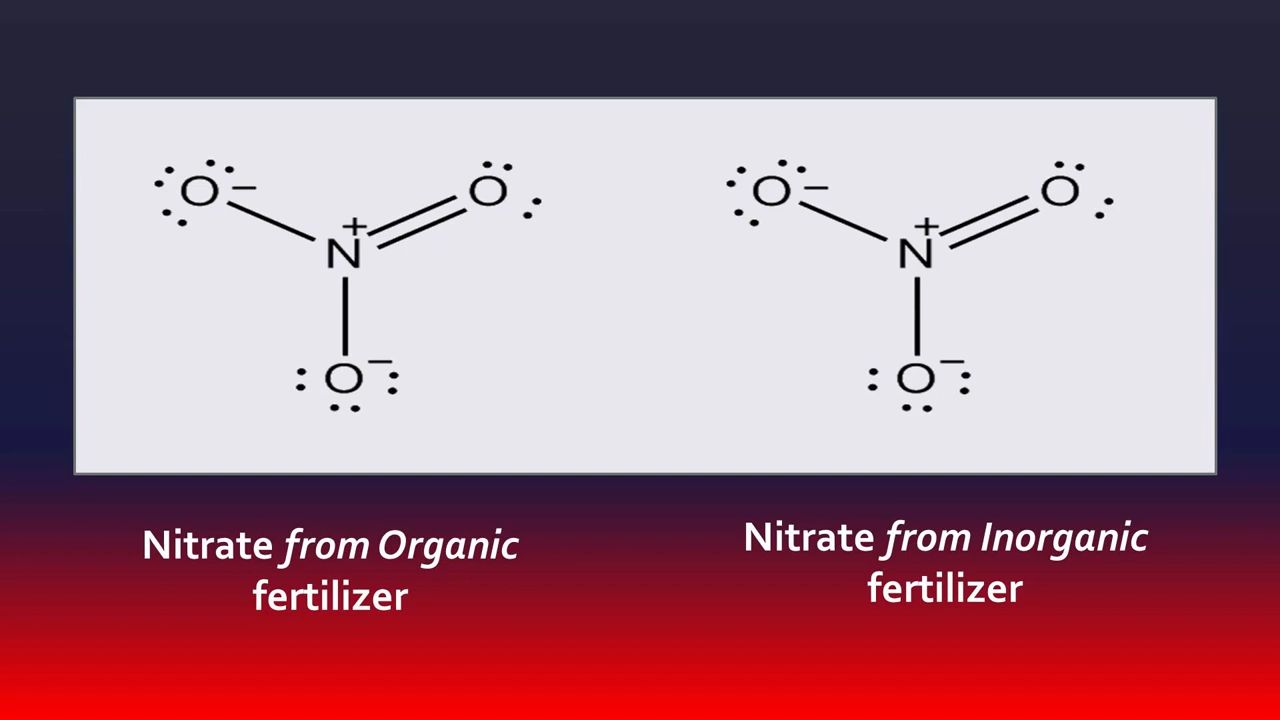 O − O
N +
O −
O − O
N +
O −
Nitrate from Organic
fertilizer
Nitrate from Inorganic
fertilizer